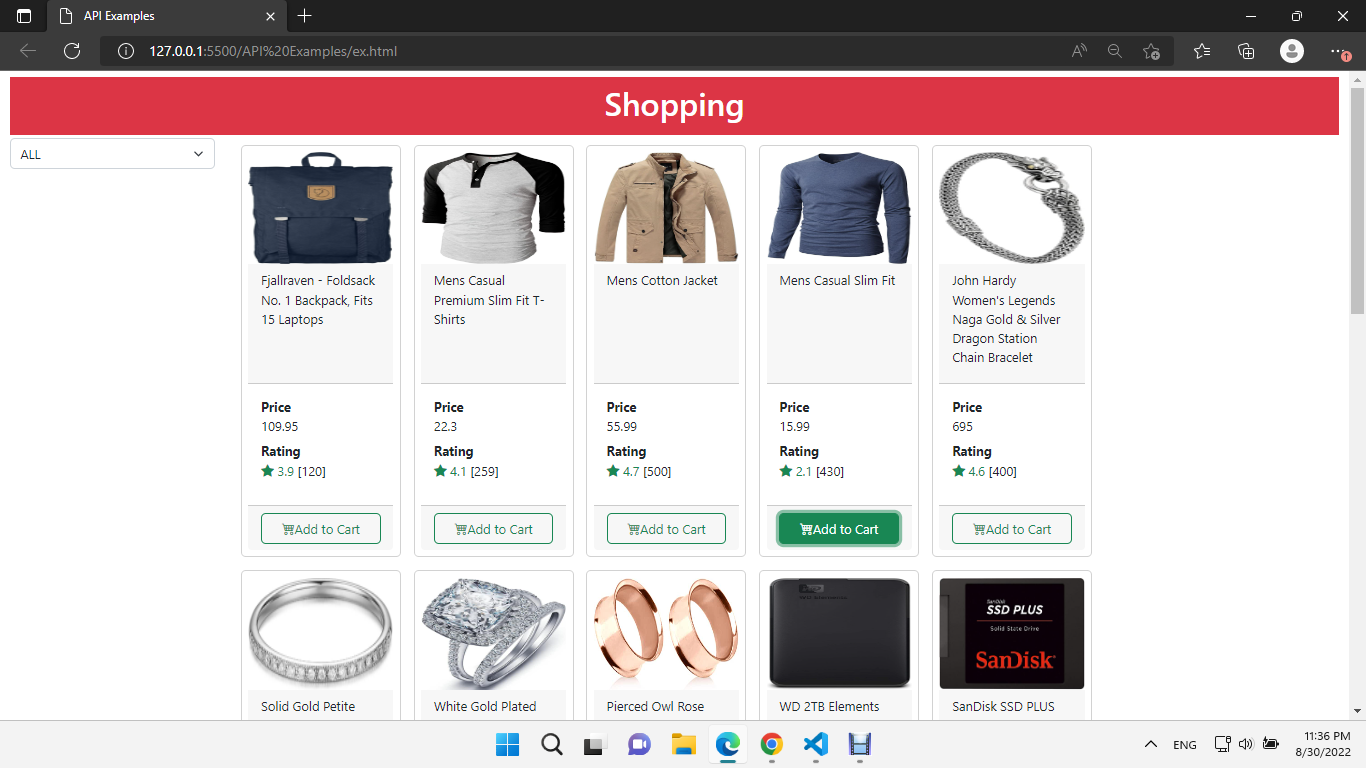 API Examples
127.0.0.1:5500/API%20Examples/ex.html
Shopping
ALL
Fjallraven - Foldsack
No. 1 Backpack, Fits
15 Laptops
Price
109.95
Rating
3.9 [120]
Add to Cart
Mens Casual
Premium Slim Fit T-
Shirts
Price
22.3
Rating
4.1 [259]
Add to Cart
Mens Cotton Jacket
Price
55.99
Rating
4.7 [500]
Add to Cart
Mens Casual Slim Fit
Price
15.99
Rating
2.1 [430]
Add to Cart
John Hardy
Women's Legends
Naga Gold & Silver
Dragon Station
Chain Bracelet
Price
695
Rating
4.6 [400]
Add to Cart
Solid Gold Petite
White Gold Plated
Pierced Owl Rose
WD 2TB Elements
SanDisk
SSD PLUS
Solid State Drive
SanDisk
SanDisk SSD PLUS
ENG
11:36 PM
8/30/2022